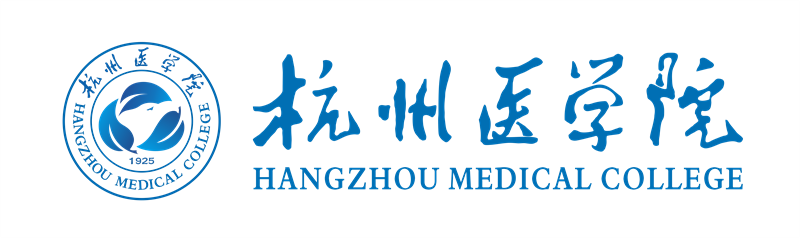 杭州医学院
1925
HANGZHOU MEDICAL COLLEGE
杭州医学院
HANGZHOU MEDICAL COLLEGE